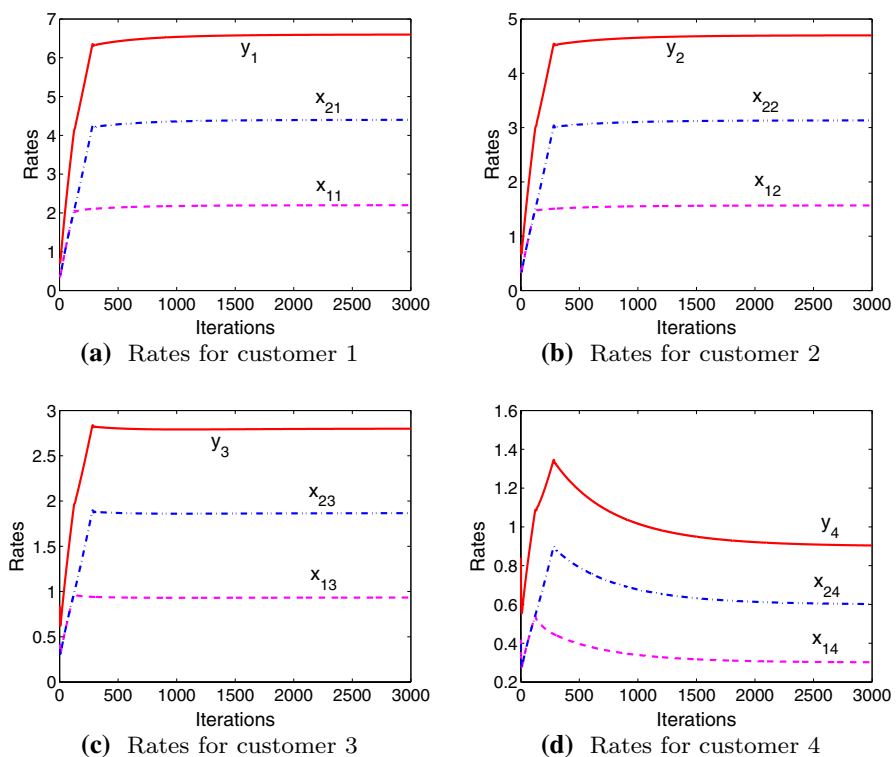 7
6
5
4
3
2
1
0
Rates
y1
x21
x11
0 500 1000 1500 2000 2500 3000
Iterations
(a) Rates for customer 1
5
4
3
2
1
0
Rates
y2
x22
x12
0 500 1000 1500 2000 2500 3000
Iterations
(b) Rates for customer 2
3
2.5
2
1.5
1
0.5
0
Rates
y3
x23
x13
0 500 1000 1500 2000 2500 3000
Iterations
(c) Rates for customer 3
1.6
1.4
1.2
1
0.8
0.6
0.4
0.2
Rates
y4
x24
x14
0 500 1000 1500 2000 2500 3000
Iterations
(d) Rates for customer 4